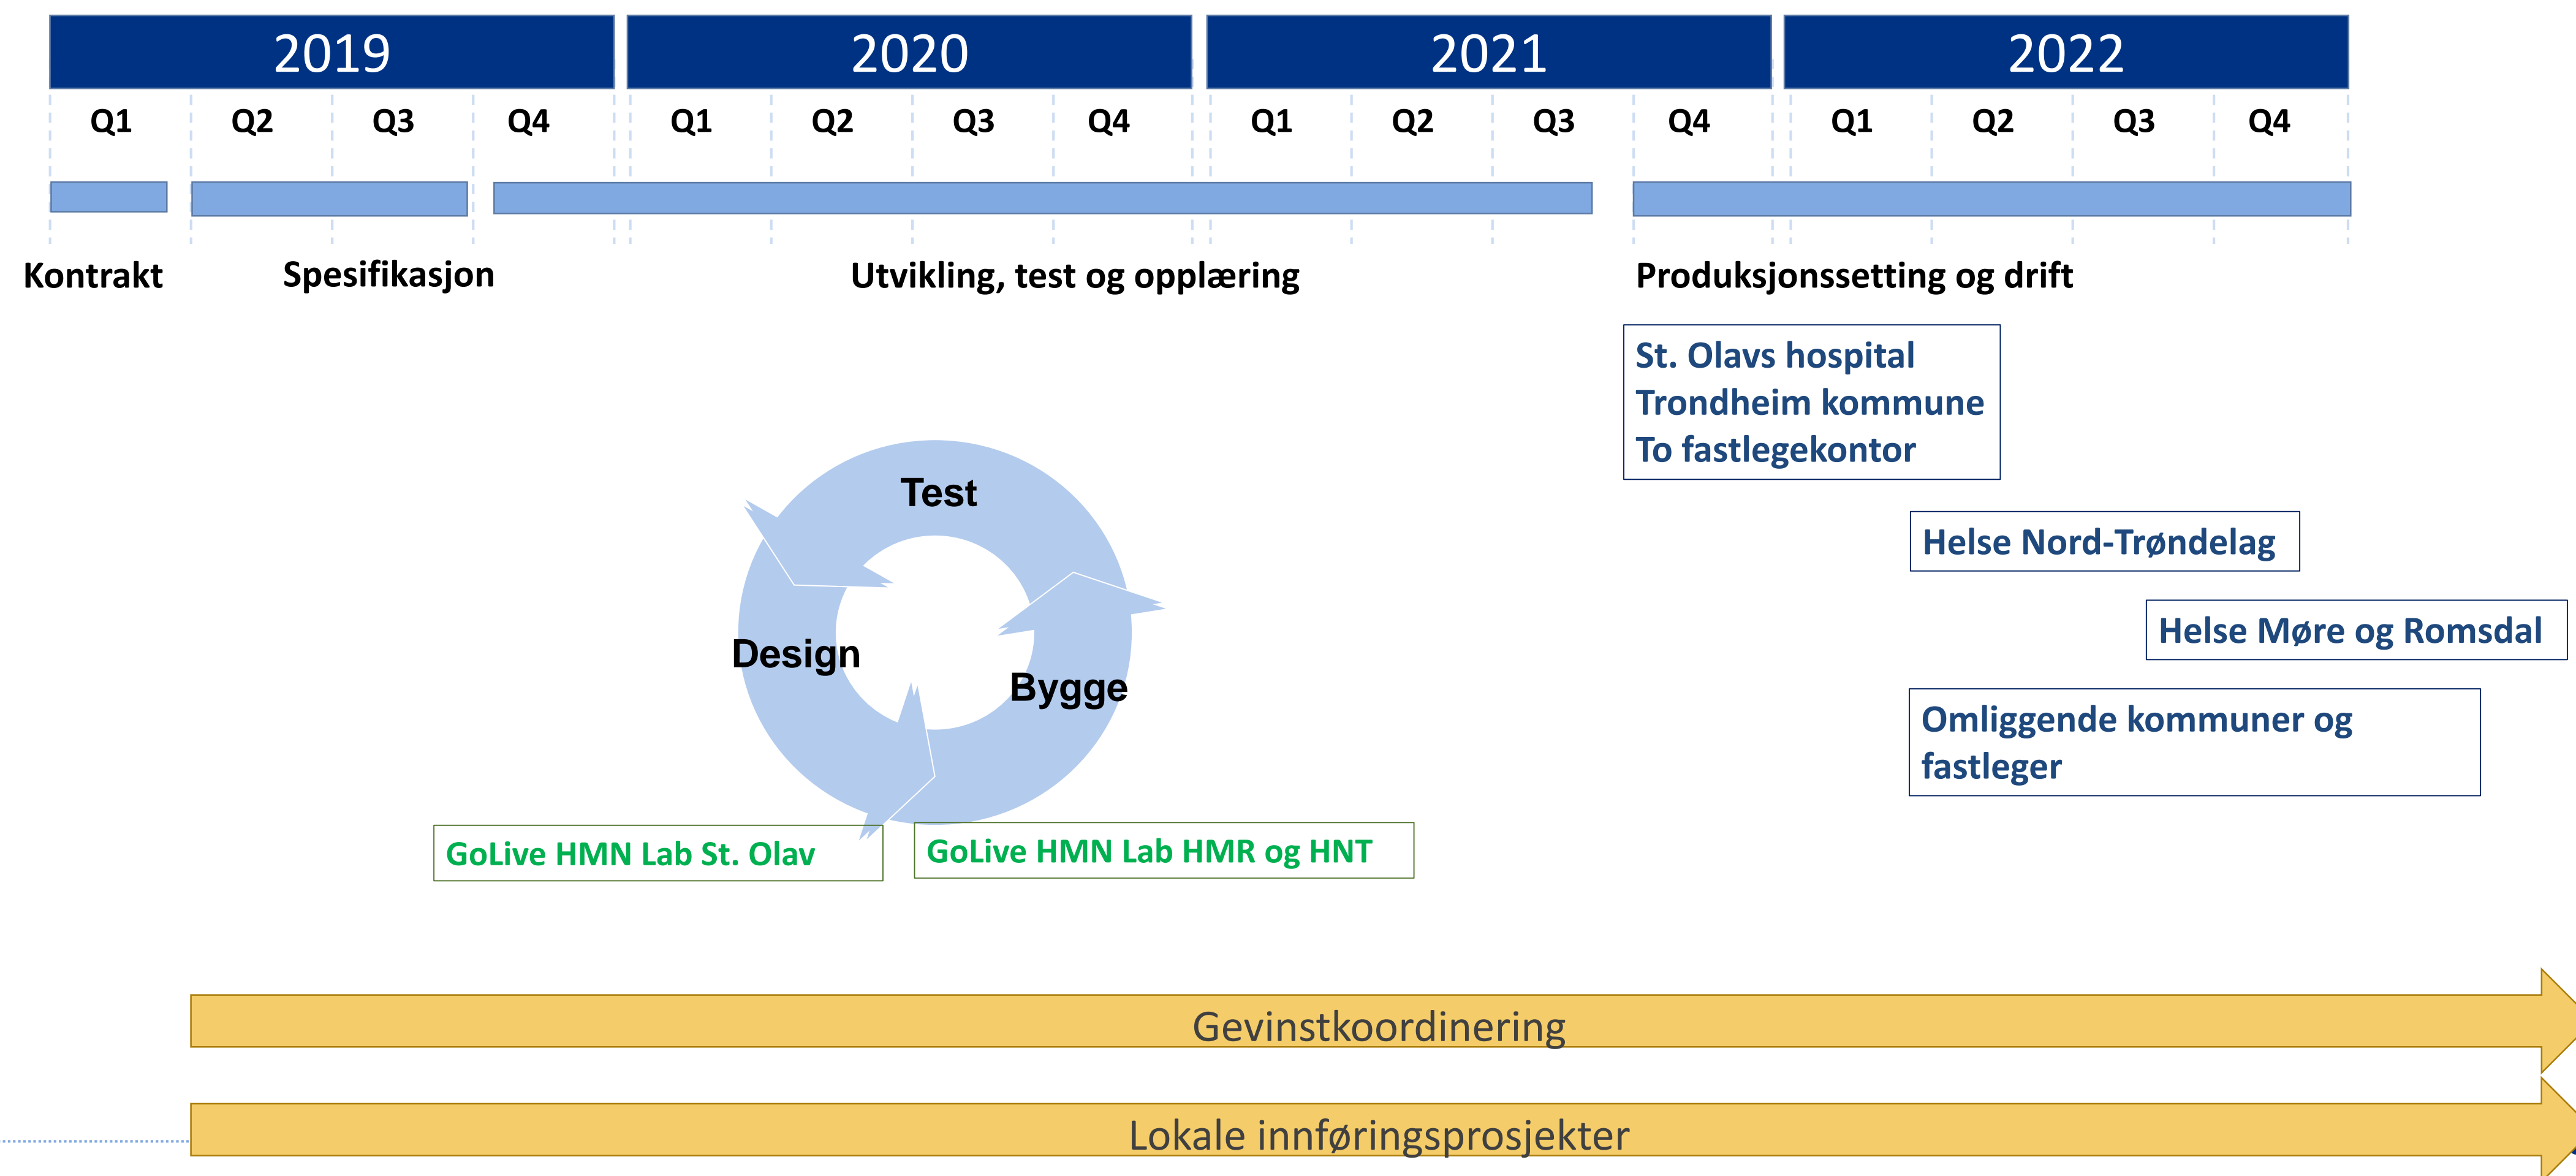 2019 2020 2021 2022
Q1 Q2 Q3 Q4 Q1 Q2 Q3 Q4 Q1 Q2 Q3 Q4 Q1 Q2 Q3 Q4
Kontrakt Spesifikasjon Utvikling, test og opplæring Produksjonssetting og drift
St. Olavs hospital
Trondheim kommune
To fastlegekontor
Test
Helse Nord-Trøndelag
Helse Møre og Romsdal
Design
Bygge
Omliggende kommuner og
fastleger
GoLive HMN Lab St. Olav
GoLive HMN Lab HMR og HNT
Gevinstkoordinering
Lokale innføringsprosjekter